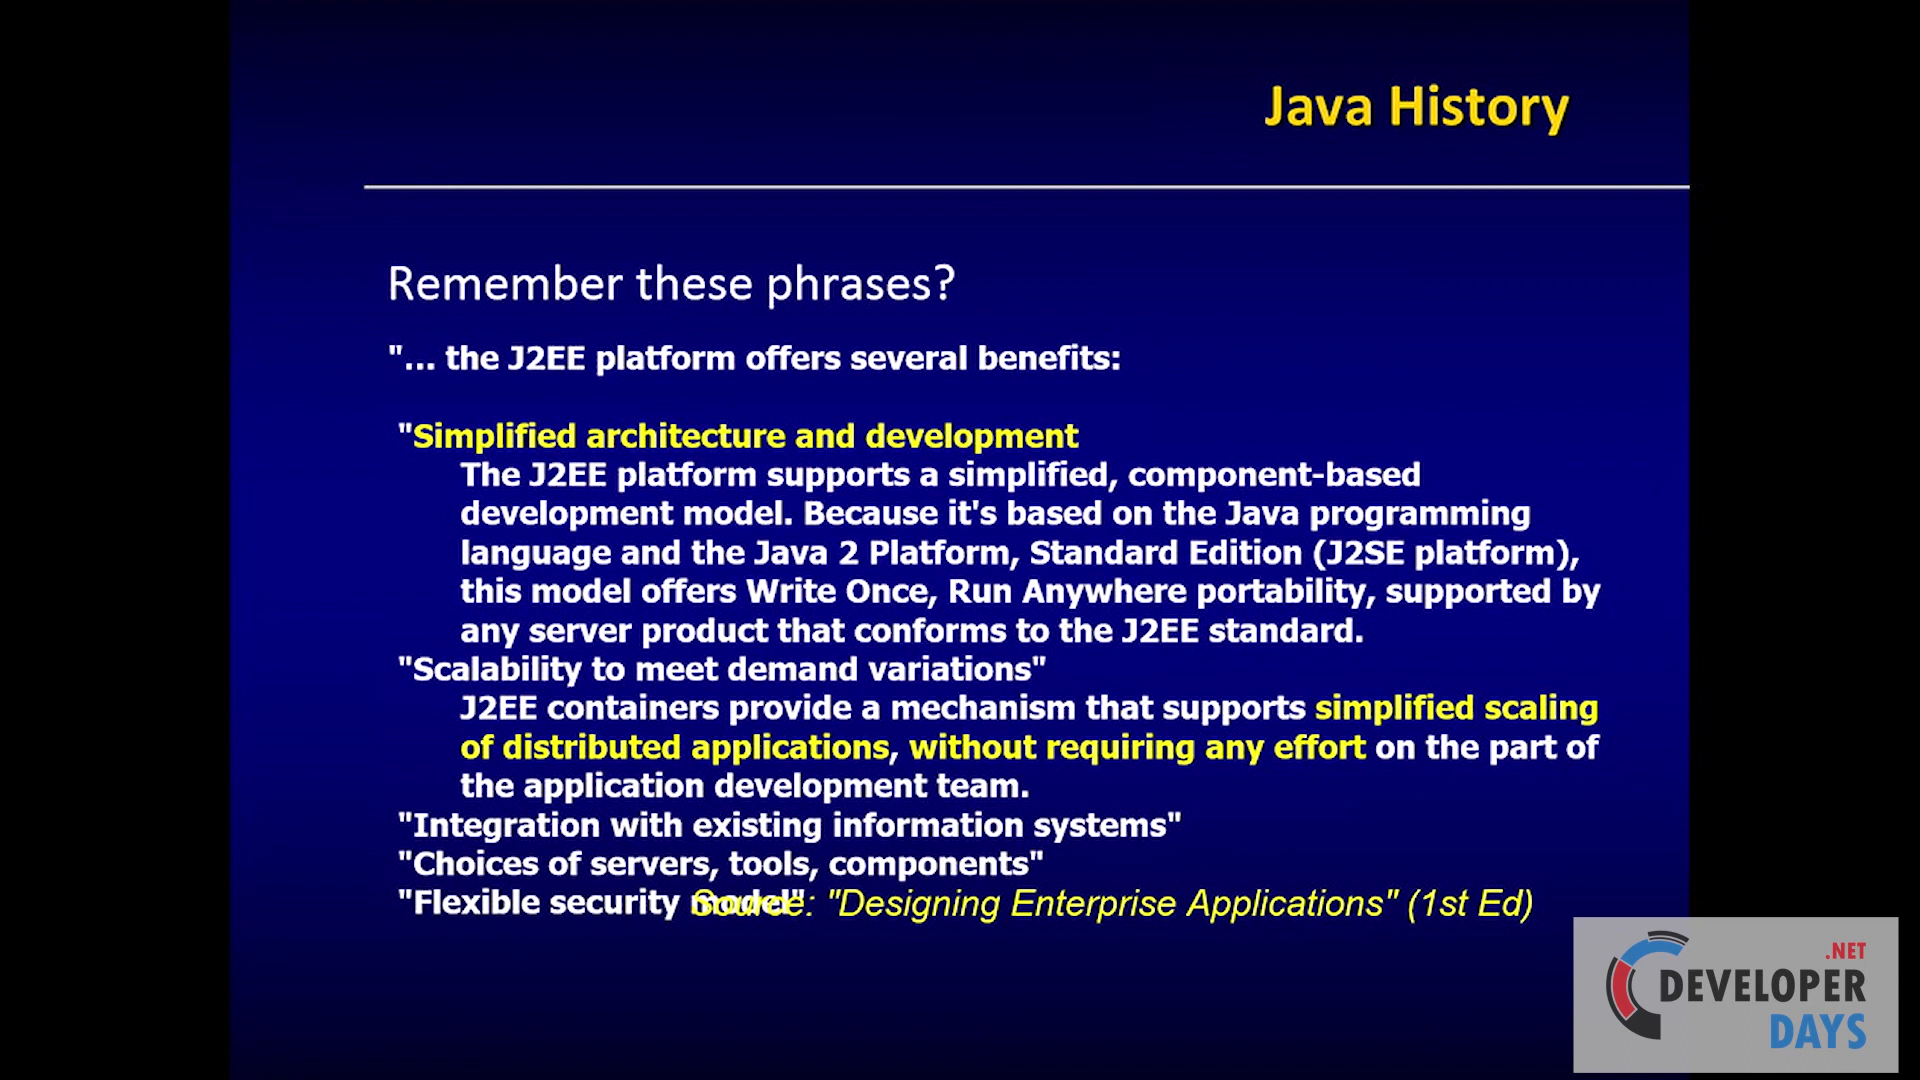 Java History
Remember these phrases?
"... the J2EE platform offers several benefits:
"Simplified architecture and development
The J2EE platform supports a simplified, component-based
development model. Because it's based on the Java programming
language and the Java 2 Platform, Standard Edition (J2SE platform),
this model offers Write Once, Run Anywhere portability, supported by
any server product that conforms to the J2EE standard.
"Scalability to meet demand variations"
J2EE containers provide a mechanism that supports simplified scaling
of distributed applications, without requiring any effort on the part of
the application development team.
"Integration with existing information systems"
"Choices of servers, tools, components"
"Flexible security model"
Source: "Designing Enterprise Applications" (1st Ed)
.NET
DEVELOPER
DAYS